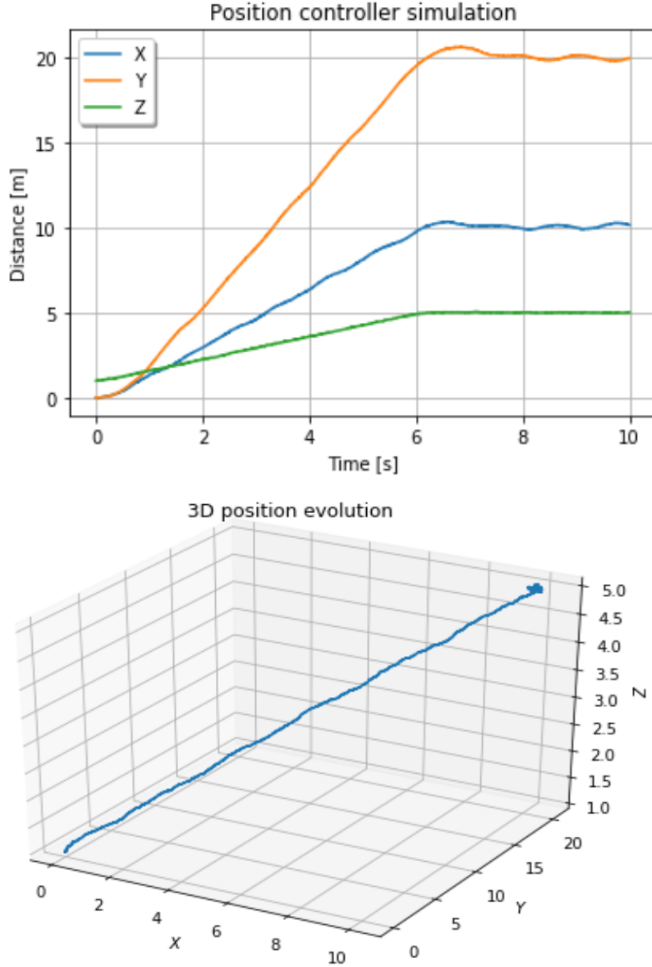 Position controller simulation
X
Y
Z
20
15
10
5
0
Distance [m]
0 2 4 6 8 10
Time [s]
3D position evolution
5.0
4.5
4.0
3.5
3.0
2.5
2.0
1.5
1.0
Z
20
15
10
5
0
Y
0
2
4
6
8
10
X